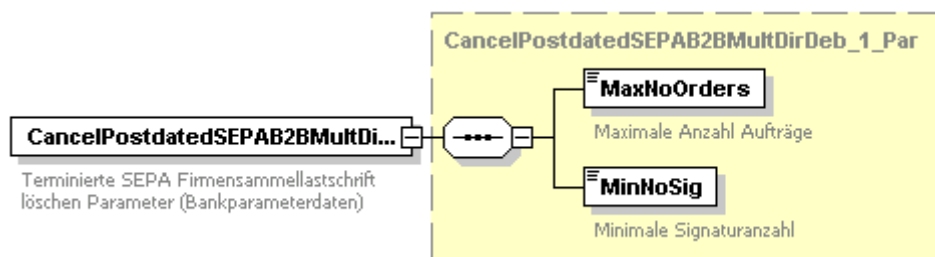 CancelPostdatedSEPAB2BMultDirDeb_1_Par
MaxNoOrders
Maximale Anzahl Aufträge
CancelPostdatedSEPAB2BMultDi...
Terminierte SEPA Firmensammellastschrift
löschen Parameter (Bankparameterdaten)
MinNoSig
Minimale Signaturanzahl